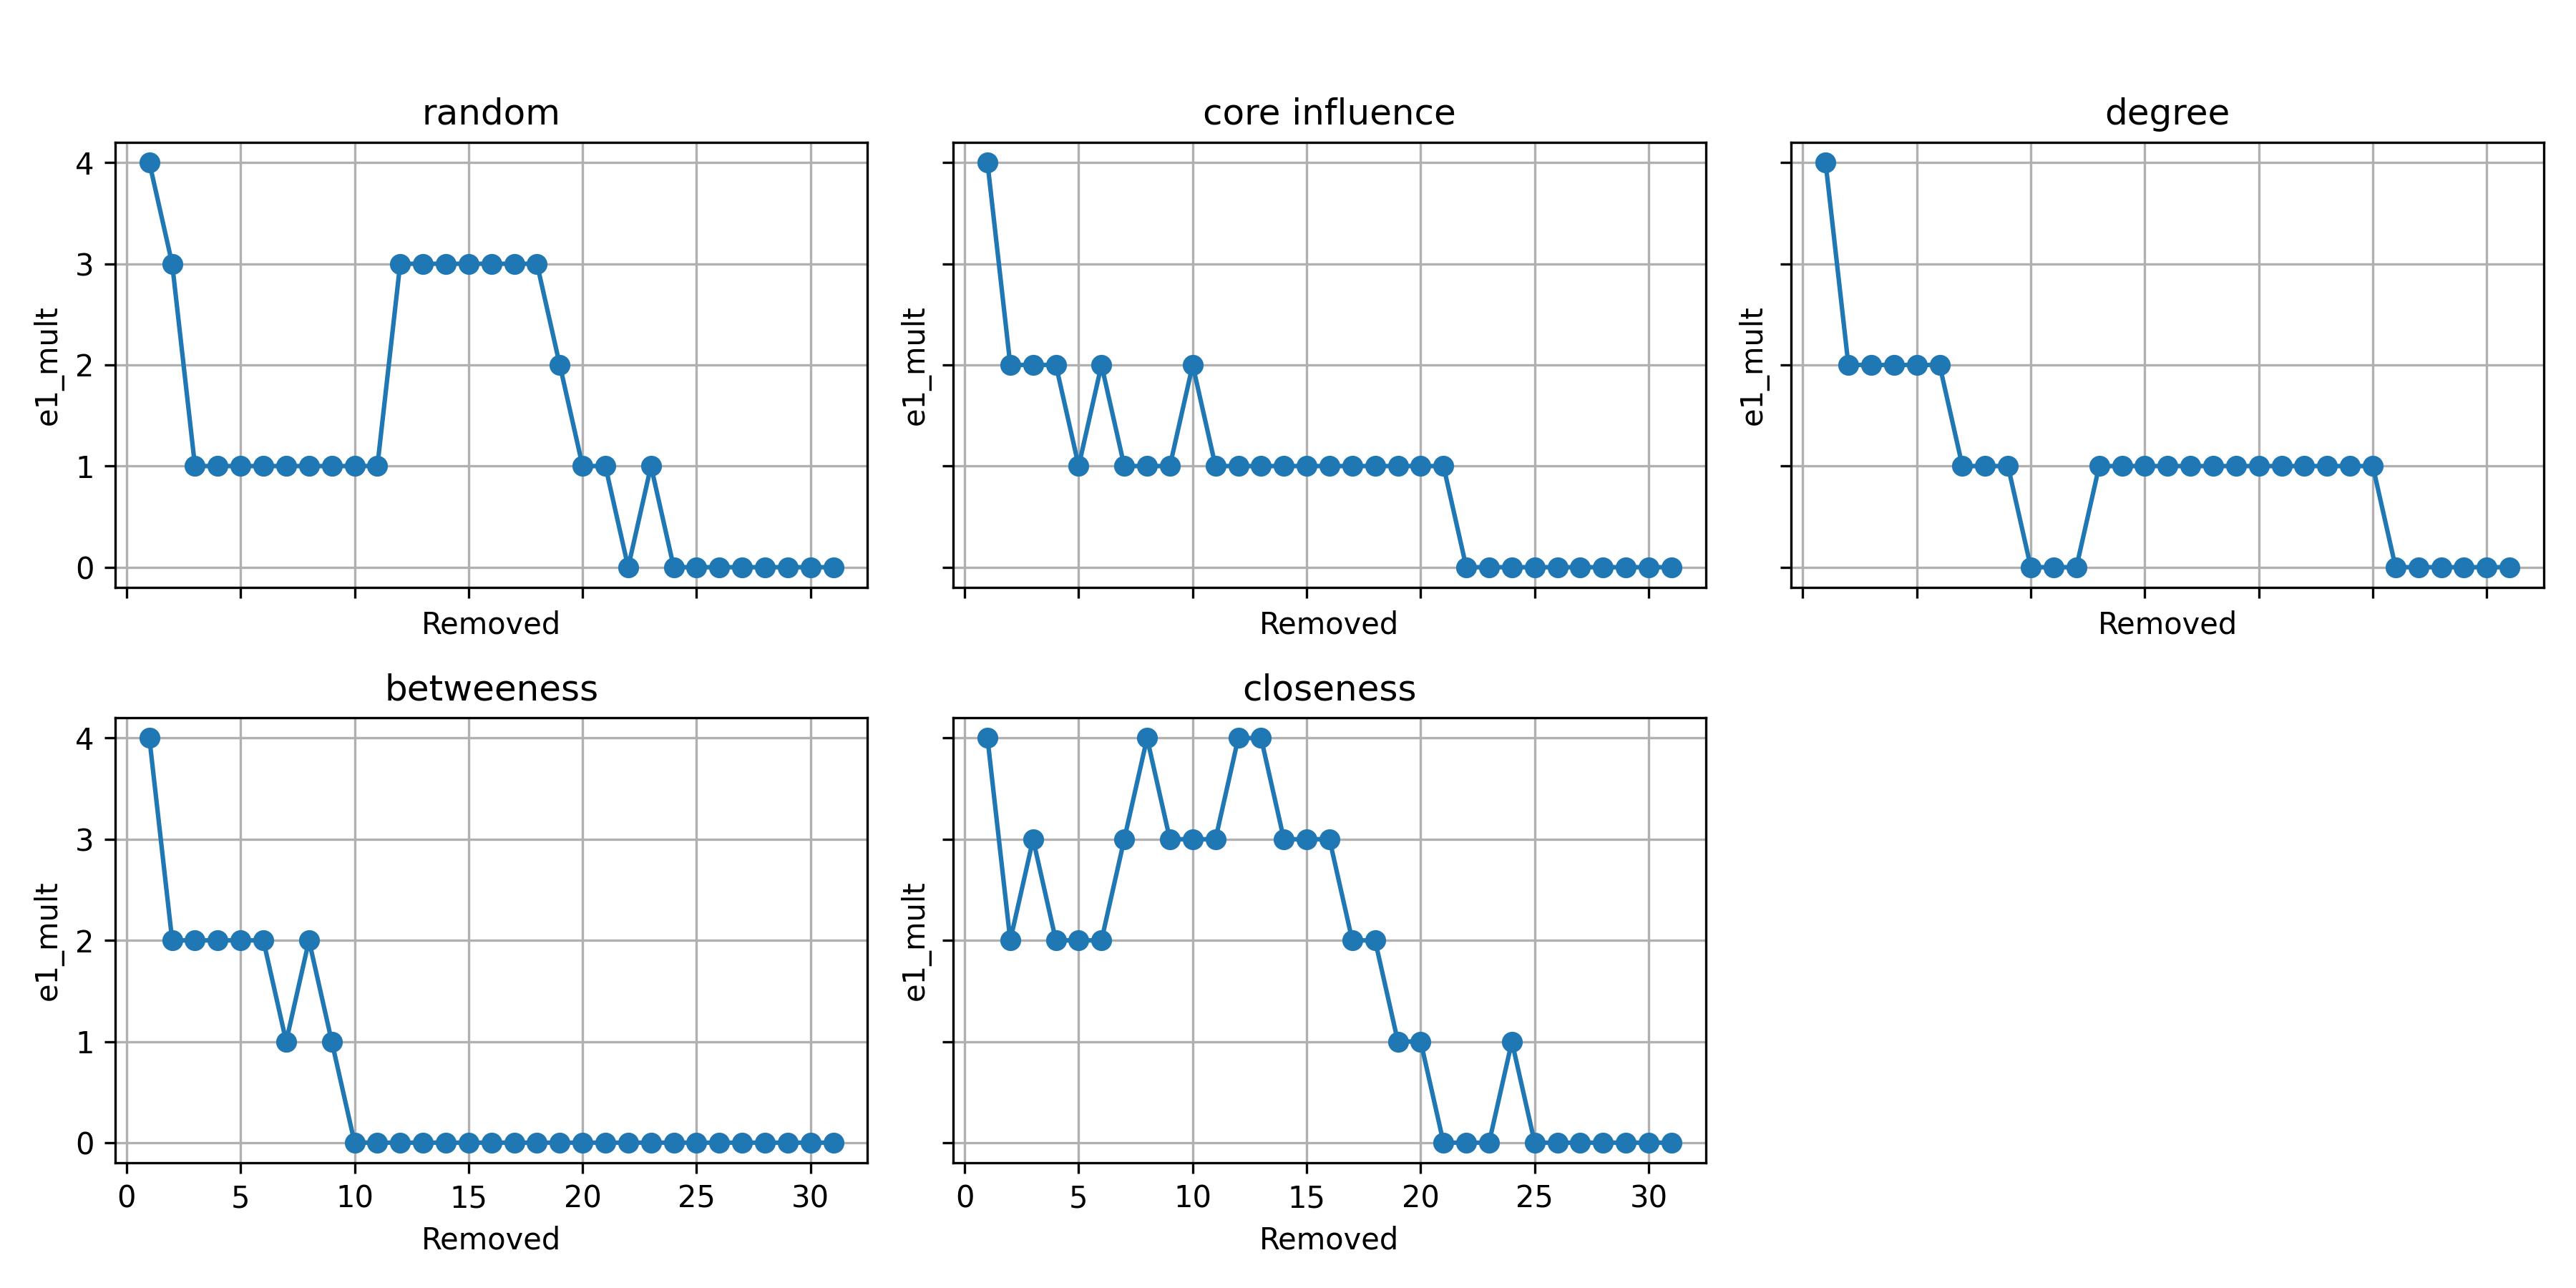 random
core influence
degree
e1_mult
4
3
2
1
0
Removed
e1_mult
Removed
e1_mult
Removed
betweeness
closeness
e1_mult
4
3
2
1
0
0 5 10 15 20 25 30
Removed
e1_mult
0 5 10 15 20 25 30
Removed